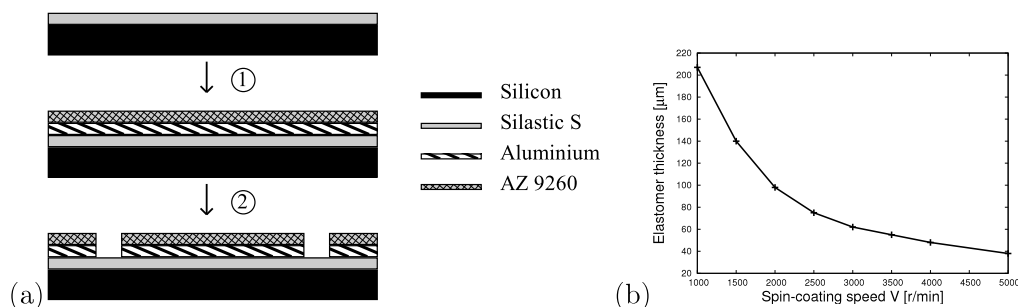 ①
②
(a)
Silicon
Silastic S
Aluminium
AZ 9260
(b)
Elastomer thickness [µm]
220
200
180
160
140
120
100
80
60
40
20
1000 1500 2000 2500 3000 3500 4000 4500 5000
Spin-coating speed V [r/min]